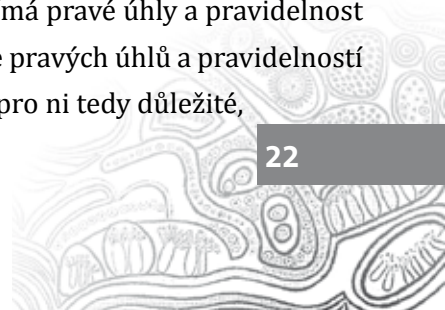 má pravé úhly a pravidelnost
pravých úhlů a pravidelností
pro ni tedy důležité,
22